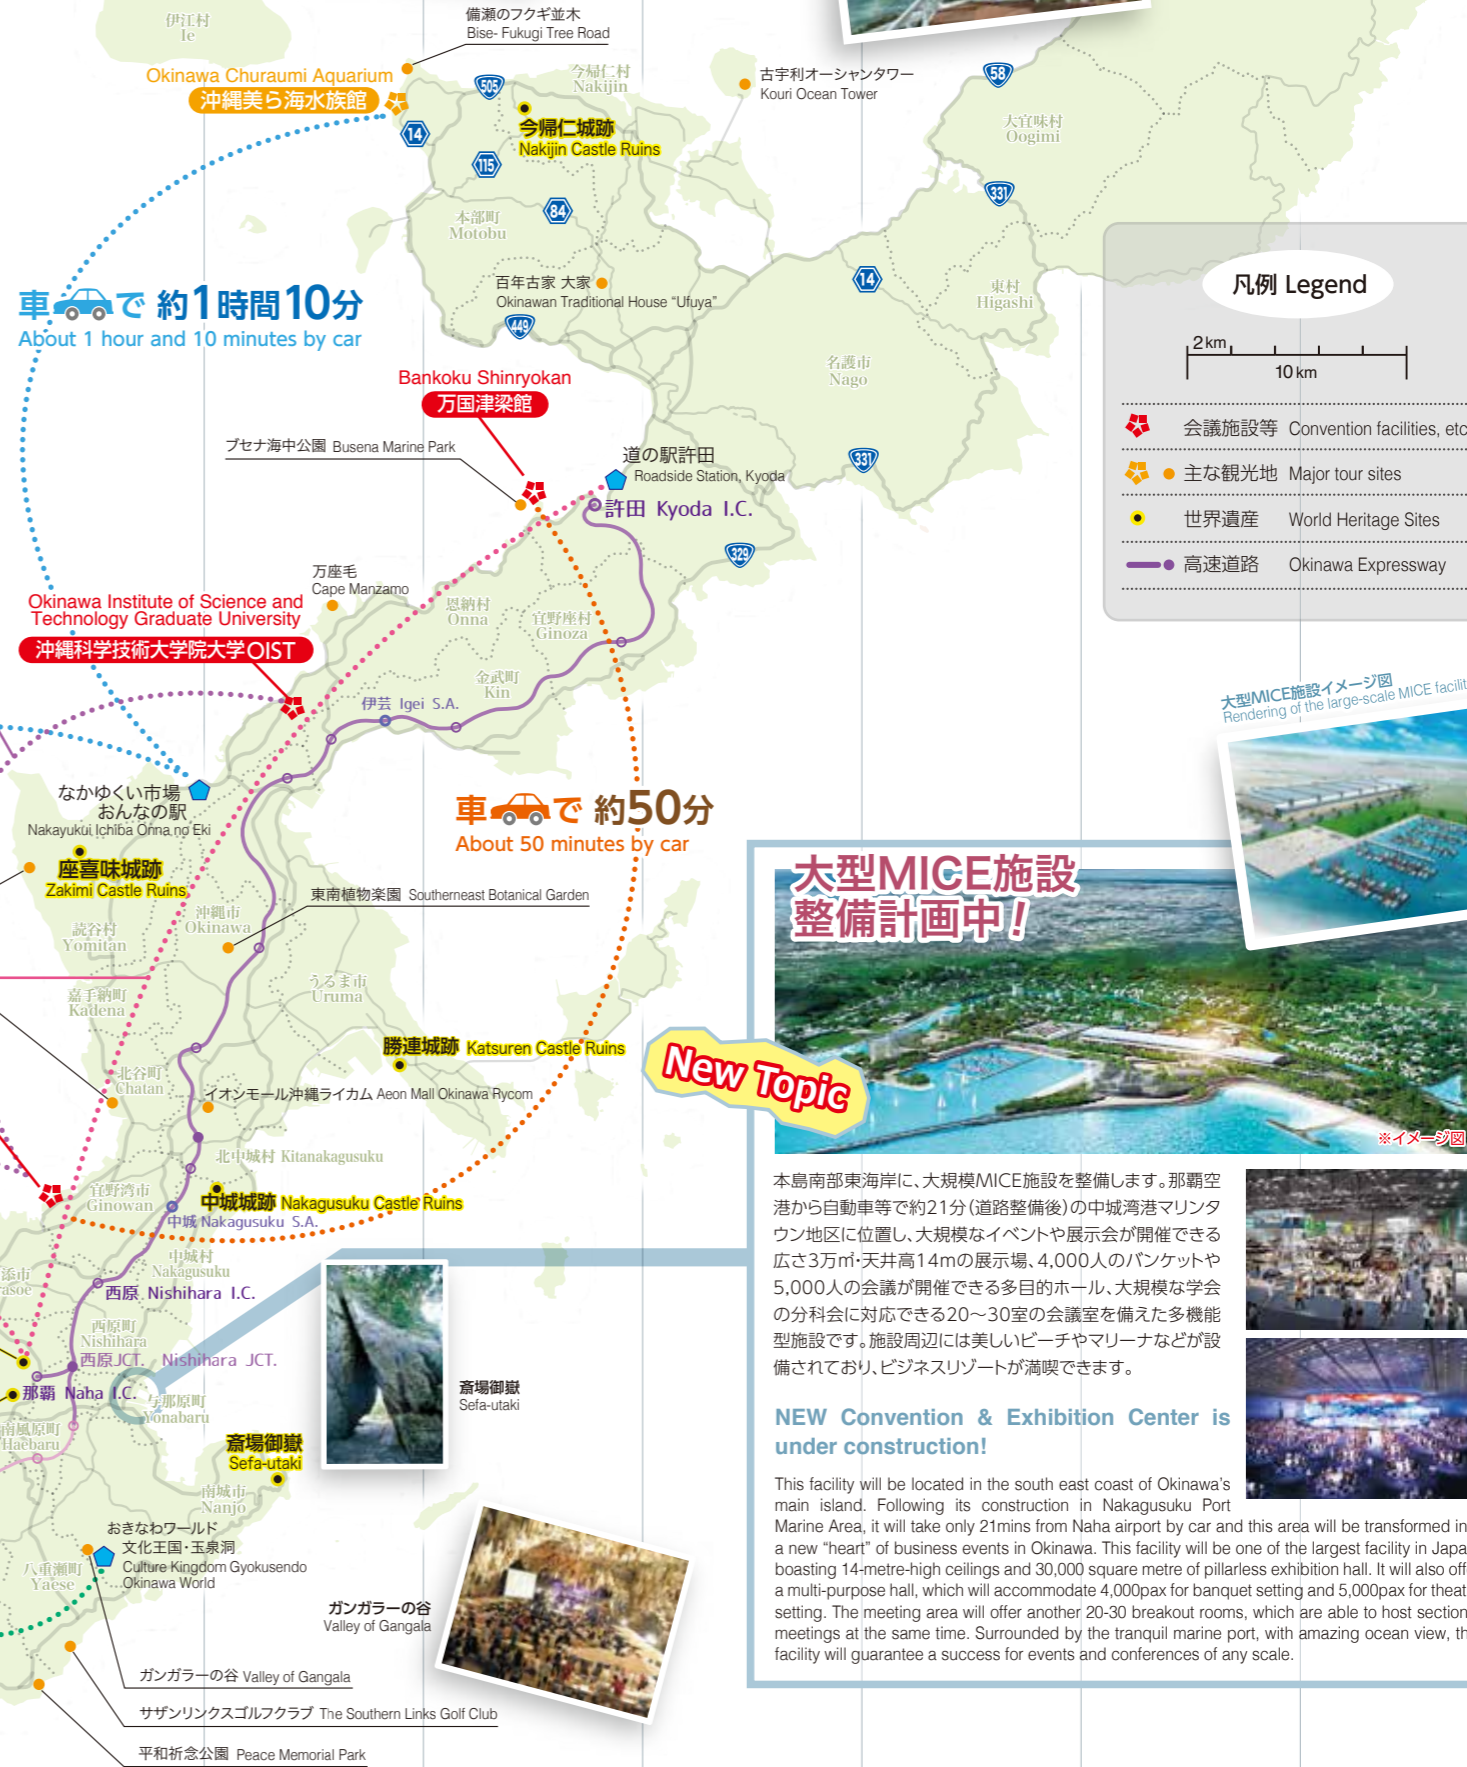 伊江村
Ie
備瀬のフクギ並木
Bise- Fukugi Tree Road
Okinawa Churaumi Aquarium
沖縄美ら海水族館
505
今帰仁村
Nakijin
古宇利オーシャンタワー
Kouri Ocean Tower
58
14
今帰仁城跡
Nakijin Castle Ruins
115
大宜味村
Oogimi
84
331
本部町
Motobu
百年古家 大家
Okinawan Traditional House “Ufuya”
449
14
東村
Higashi
車で 約1時間10分
About 1 hour and 10 minutes by car
名護市
Nago
凡例 Legend
2km
10km
会議施設等 Convention facilities, etc
主な観光地 Major tour sites
世界遺産 World Heritage Sites
高速道路 Okinawa Expressway
Bankoku Shinryokan
万国津梁館
ブセナ海中公園 Busena Marine Park
道の駅許田
Roadside Station, Kyoda
許田 Kyoda I.C.
331
329
万座毛
Cape Manzamo
恩納村
Onna
宜野座村
Ginoza
Okinawa Institute of Science and
Technology Graduate University
沖縄科学技術大学院大学OIST
金武町
Kin
伊芸 Igei S.A.
なかゆくい市場
おんなの駅
Nakayukui Ichiba Onna no Eki
車で 約50分
About 50 minutes by car
座喜味城跡
Zakimi Castle Ruins
東南植物楽園 Southerneast Botanical Garden
沖縄市
Okinawa
読谷村
Yomitan
うるま市
Uruma
嘉手納町
Kadena
勝連城跡 Katsuren Castle Ruins
北谷町
Chatan
イオンモール沖縄ライカム Aeon Mall Okinawa Rycom
北中城村 Kitanakagusuku
宜野湾市
Ginowan
中城城跡 Nakagusuku Castle Ruins
中城 Nakagusuku S.A.
中城村
Nakagusuku
添市
asoe
西原 Nishihara I.C.
西原町
Nishihara
西原JCT. Nishihara JCT.
那覇 Naha I.C.
与那原町
Yonabaru
南風原町
Haebaru
斎場御嶽
Sefa-utaki
斎場御嶽
Sefa-utaki
南城市
Nanjo
おきなわワールド
文化王国・玉泉洞
Culture Kingdom Gyokusendo
Okinawa World
八重瀬町
Yaese
ガンガラーの谷
Valley of Gangala
ガンガラーの谷 Valley of Gangala
サザンリンクスゴルフクラブ The Southern Links Golf Club
平和祈念公園 Peace Memorial Park
大型MICE施設イメージ図
Rendering of the large-scale MICE facilit
大型MICE施設
整備計画中!
New Topic
※イメージ図
本島南部東海岸に、大規模MICE施設を整備します。那覇空
港から自動車等で約21分(道路整備後)の中城湾港マリンタ
ウン地区に位置し、大規模なイベントや展示会が開催できる
広さ3万㎡・天井高14mの展示場、4,000人のバンケットや
5,000人の会議が開催できる多目的ホール、大規模な学会
の分科会に対応できる20〜30室の会議室を備えた多機能
型施設です。施設周辺には美しいビーチやマリーナなどが設
備されており、ビジネスリゾートが満喫できます。
NEW Convention & Exhibition Center is
under construction!
This facility will be located in the south east coast of Okinawa’s
main island. Following its construction in Nakagusuku Port
Marine Area, it will take only 21mins from Naha airport by car and this area will be transformed in
a new “heart” of business events in Okinawa. This facility will be one of the largest facility in Japa
boasting 14-metre-high ceilings and 30,000 square metre of pillarless exhibition hall. It will also off
a multi-purpose hall, which will accommodate 4,000pax for banquet setting and 5,000pax for theat
setting. The meeting area will offer another 20-30 breakout rooms, which are able to host section
meetings at the same time. Surrounded by the tranquil marine port, with amazing ocean view, th
facility will guarantee a success for events and conferences of any scale.